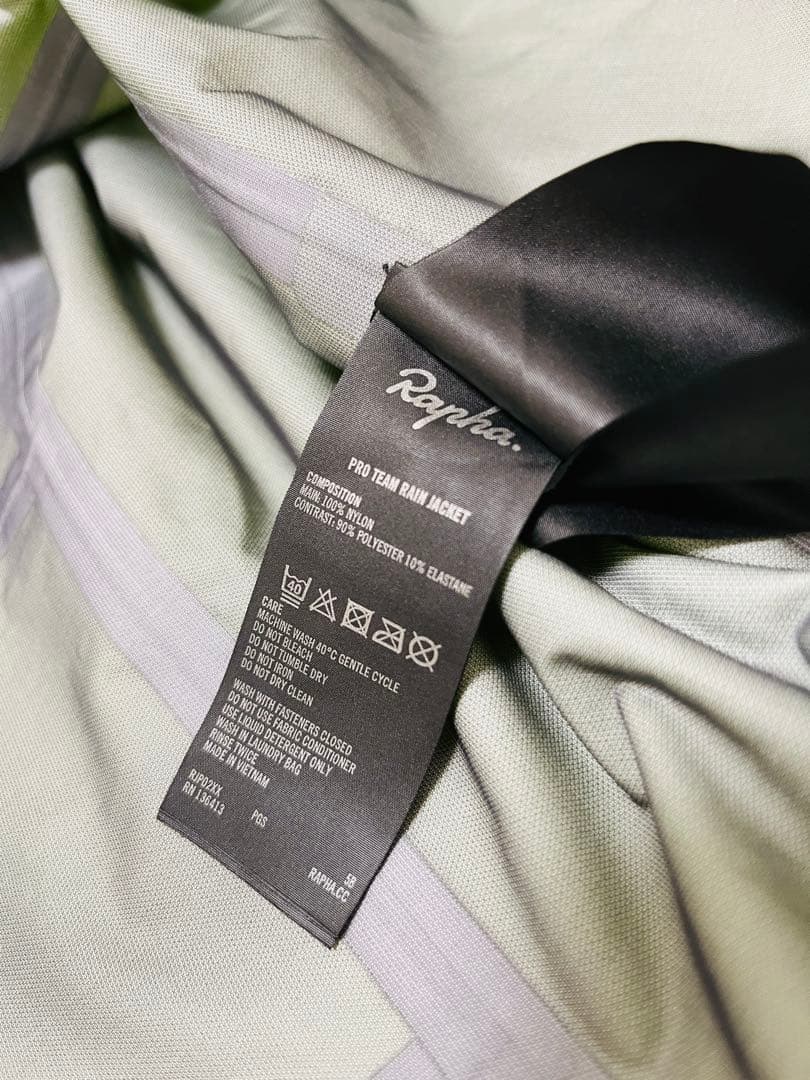 Rapha.
PRO TEAM RAIN JACKET
COMPOSITION
MAIN: 100% NYLON
CONTRAST: 90% POLYESTER 10% ELASTANE
40
CARE
MACHINE WASH 40°C GENTLE CYCLE
DO NOT BLEACH
DO NOT TUMBLE DRY
DO NOT IRON
DO NOT DRY CLEAN
WASH WITH FASTENERS CLOSED
DO NOT USE FABRIC CONDITIONER
USE LIQUID DETERGENT ONLY
WASH IN LAUNDRY BAG
RINSE TWICE
MADE IN VIETNAM
RJP02XX
RN 136413
PGS
58
RAPHA.CC